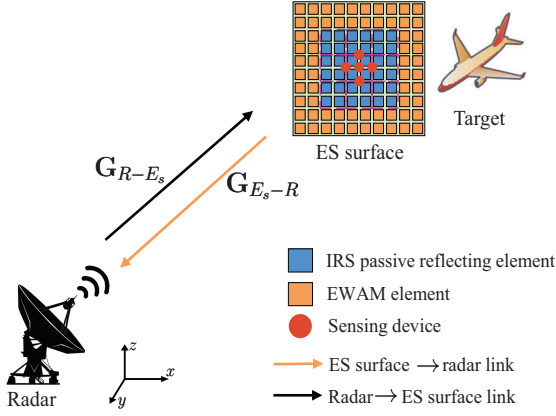 Target
ES surface
G_{R−E_s}
G_{E_s−R}
IRS passive reflecting element
EWAM element
Sensing device
ES surface → radar link
Radar → ES surface link
Radar
z
x
y